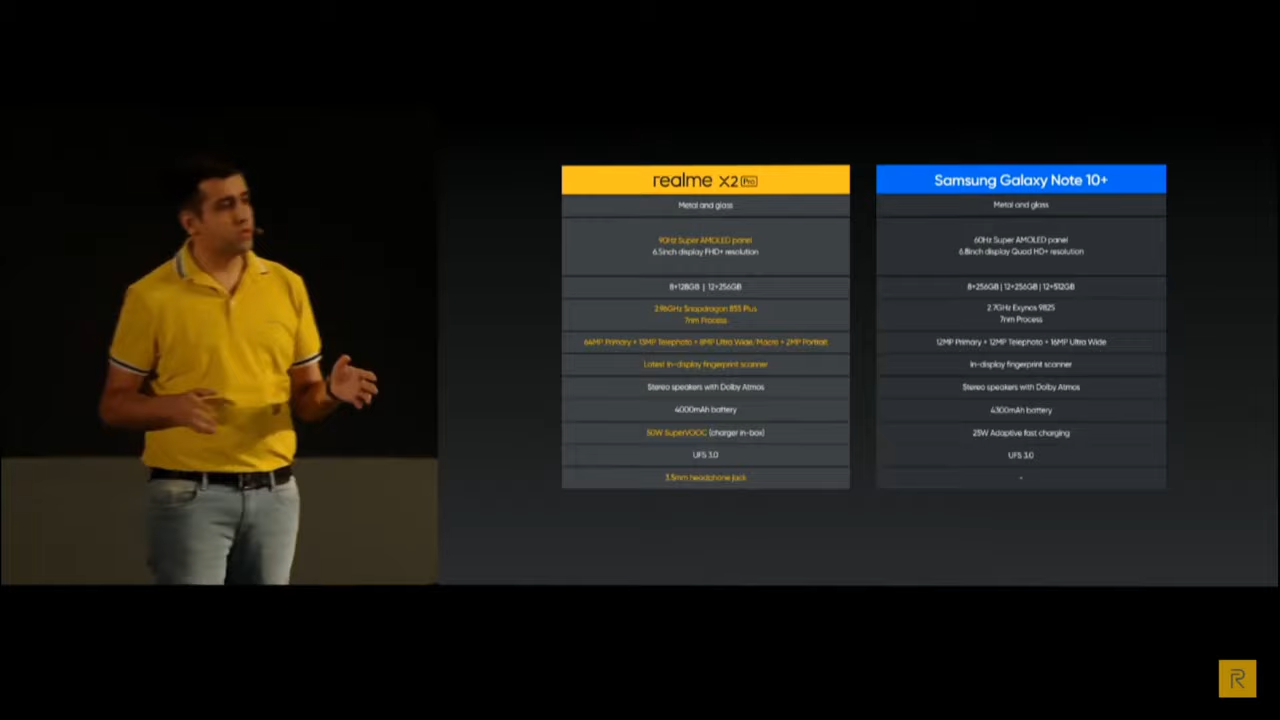 realme X2 Pro
Metal and glass
90Hz Super AMOLED panel
6.5inch display FHD+ resolution
8+128GB | 12+256GB
2.96GHz Snapdragon 855 Plus
7nm Process
64MP Primary + 13MP Telephoto + 8MP Ultra Wide/Macro + 2MP Portrait
Latest in-display fingerprint scanner
Stereo speakers with Dolby Atmos
4000mAh battery
50W SuperVOOC (charger in-box)
UFS 3.0
3.5mm headphone jack
Samsung Galaxy Note 10+
Metal and glass
60Hz Super AMOLED panel
6.8inch display Quad HD+ resolution
8+256GB | 12+256GB | 12+512GB
2.7GHz Exynos 9825
7nm Process
12MP Primary + 12MP Telephoto + 16MP Ultra Wide
In-display fingerprint scanner
Stereo speakers with Dolby Atmos
4300mAh battery
25W Adaptive fast charging
UFS 3.0
-
R